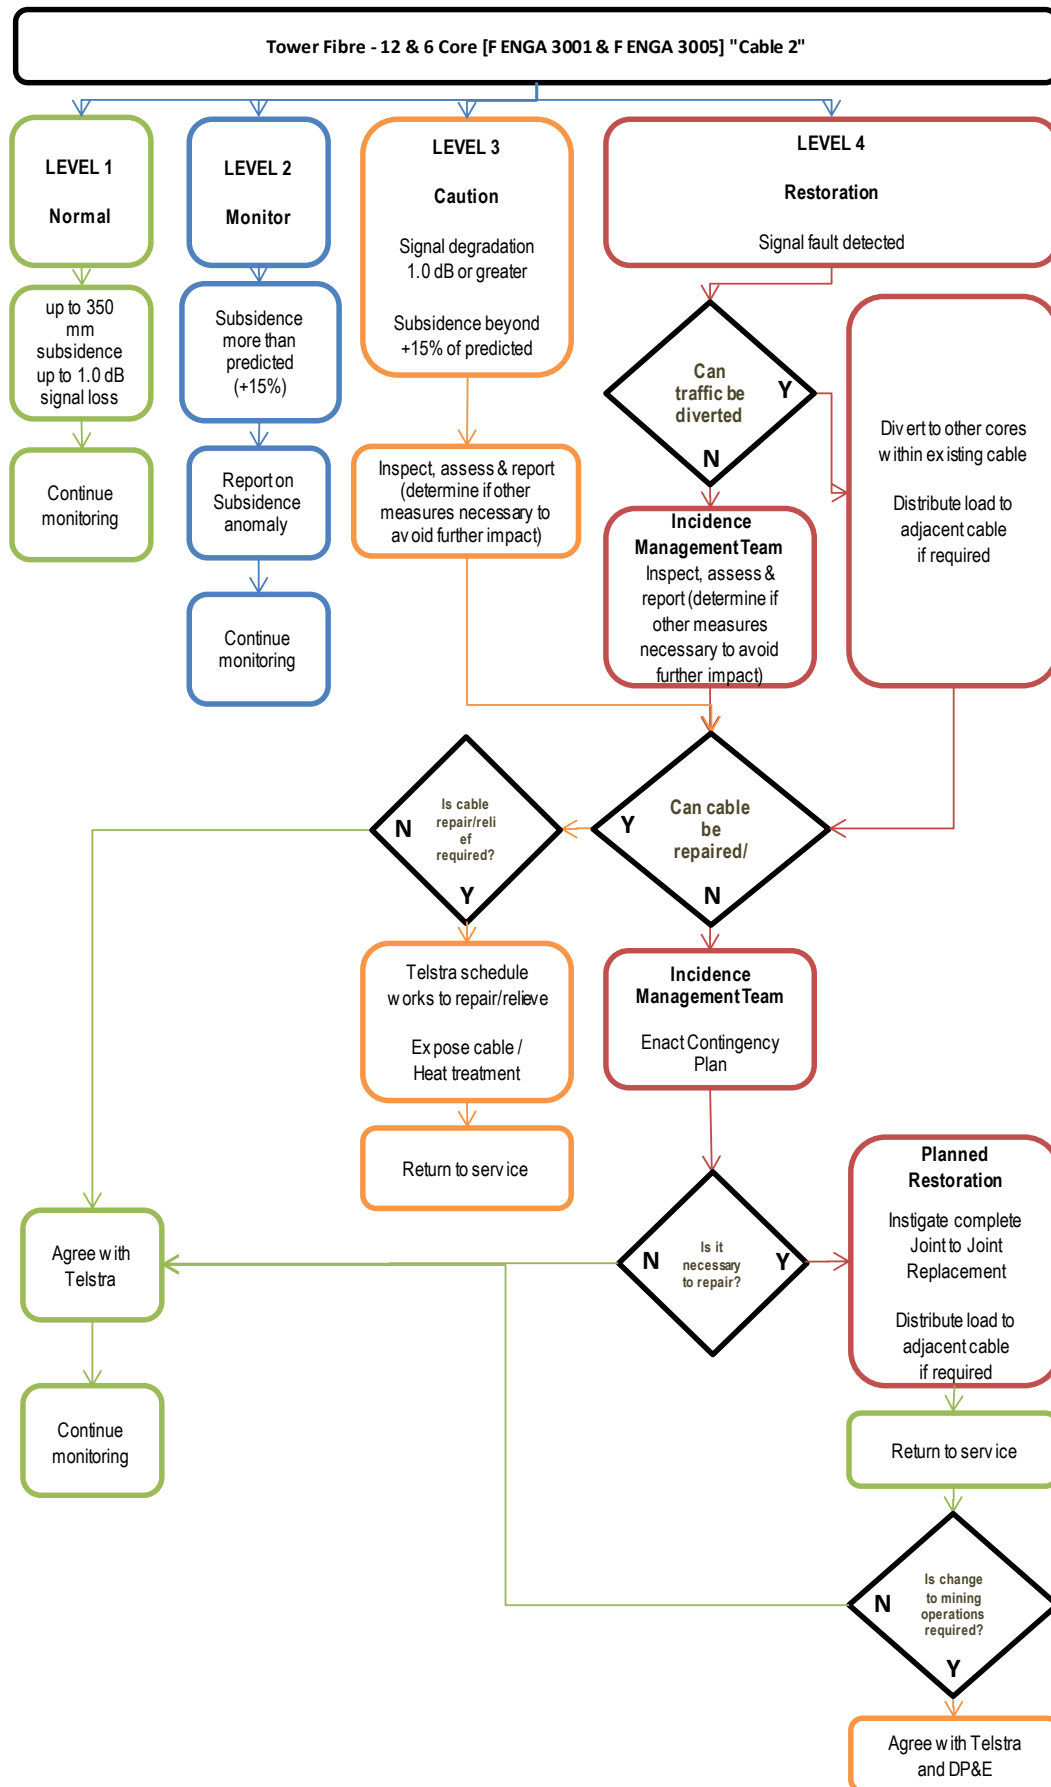 Tower Fibre - 12 & 6 Core [F ENGA 3001 & F ENGA 3005] "Cable 2"
LEVEL 1
Normal
up to 350
mm
subsidence
up to 1.0 dB
signal loss
Continue
monitoring
LEVEL 2
Monitor
Subsidence
more than
predicted
(+15%)
Report on
Subsidence
anomaly
Continue
monitoring
LEVEL 3
Caution
Signal degradation
1.0 dB or greater
Subsidence beyond
+15% of predicted
Inspect, assess & report
(determine if other
measures necessary to
avoid further impact)
LEVEL 4
Restoration
Signal fault detected
Can
traffic be
diverted
Y
N
Divert to other cores
within existing cable
Distribute load to
adjacent cable
if required
Incidence
Management Team
Inspect, assess &
report (determine if
other measures
necessary to avoid
further impact)
Can cable
be
repaired/
Y
N
Is cable
repair/reli
ef
required?
N
Y
Telstra schedule
works to repair/relieve
Expose cable /
Heat treatment
Return to service
Incidence
Management Team
Enact Contingency
Plan
Is it
necessary
to repair?
N
Y
Planned
Restoration
Instigate complete
Joint to Joint
Replacement
Distribute load to
adjacent cable
if required
Agree with
Telstra
Continue
monitoring
Return to service
Is change
to mining
operations
required?
N
Y
Agree with Telstra
and DP&E